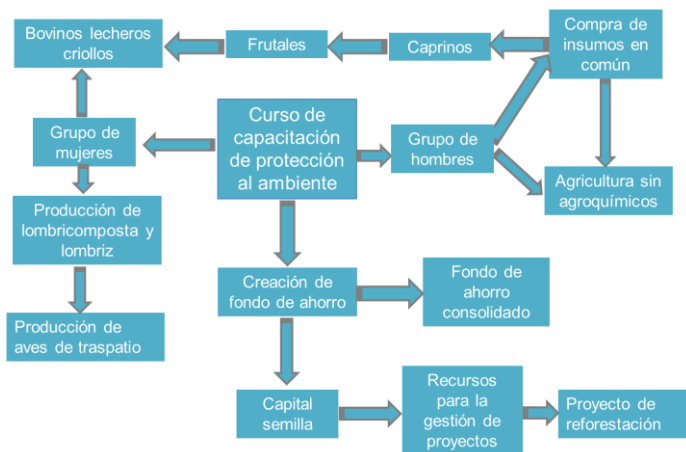 Bovinos lecheros
criollos
Frutales
Caprinos
Compra de
insumos en
común
Grupo de
mujeres
Curso de
capacitación
de protección
al ambiente
Grupo de
hombres
Agricultura sin
agroquímicos
Producción de
lombricomposta y
lombriz
Creación de
fondo de ahorro
Fondo de
ahorro
consolidado
Producción de
aves de traspatio
Capital
semilla
Recursos
para la
gestión de
proyectos
Proyecto de
reforestación